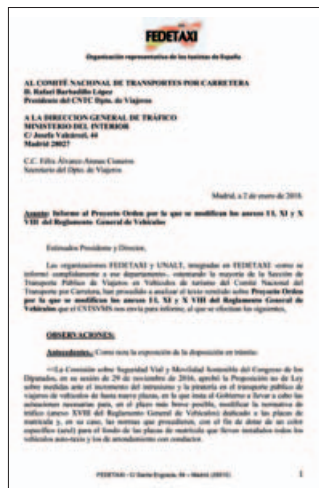 FEDETAXI
Organización representativa de los taxistas de España
AL COMITÉ NACIONAL DE TRANSPORTES POR CARRETERA
D. Rafael Barbadillo López
Presidente del CNTC Dpto. de Viajeros
A LA DIRECCION GENERAL DE TRÁFICO
MINISTERIO DEL INTERIOR
C/ Josefa Valcárcel, 44
Madrid 28027
C.C. Félix Álvarez-Arenas Cisneros
Secretario del Dpto. de Viajeros
Madrid, a 2 enero de 2018.
Asunto: Informe al Proyecto Orden por la que se modifican los anexos I I, XI y X
VIII del Reglamento General de Vehículos
Estimados Presidente y Director,
Las organizaciones FEDETAXI y UNALT, integradas en FEDETAXI -como se
informó cumplidamente a ese departamento-, ostentando la mayoría de la Sección de
Transporte Público de Viajeros en Vehículos de turismo del Comité Nacional del
Transporte por Carretera, han procedido a analizar el texto remitido sobre Proyecto Orden
por la que se modifican los anexos I I, XI y X VIII del Reglamento General de
Vehículos que el CNTC nos envía para informe, al que se efectúan los siguientes,
OBSERVACIONES:
Antecedentes.- Como reza la exposición de la disposición en trámite:
<<La Comisión sobre Seguridad Vial y Movilidad Sostenible del Congreso de los
Diputados, en su sesión de 29 de noviembre de 2016, aprobó la Proposición no de Ley
sobre medidas ante el incremento del intrusismo y la piratería en el transporte público de
viajeros de vehículos de hasta nueve plazas, en la que insta al Gobierno a llevar a cabo las
actuaciones necesarias para, en el plazo más breve posible, modificar la normativa de
tráfico (anexo XVIII del Reglamento General de Vehículos) dedicado a las placas de
matrícula y, en su caso, las normas que procediesen, con el fin de dotar de un color
específico (azul) para el fondo de las placas de matrícula que lleven instalados todos los
vehículos auto-taxis y los de arrendamiento con conductor.
FEDETAXI - C/ Santa Engracia, - Madrid (28010)
1